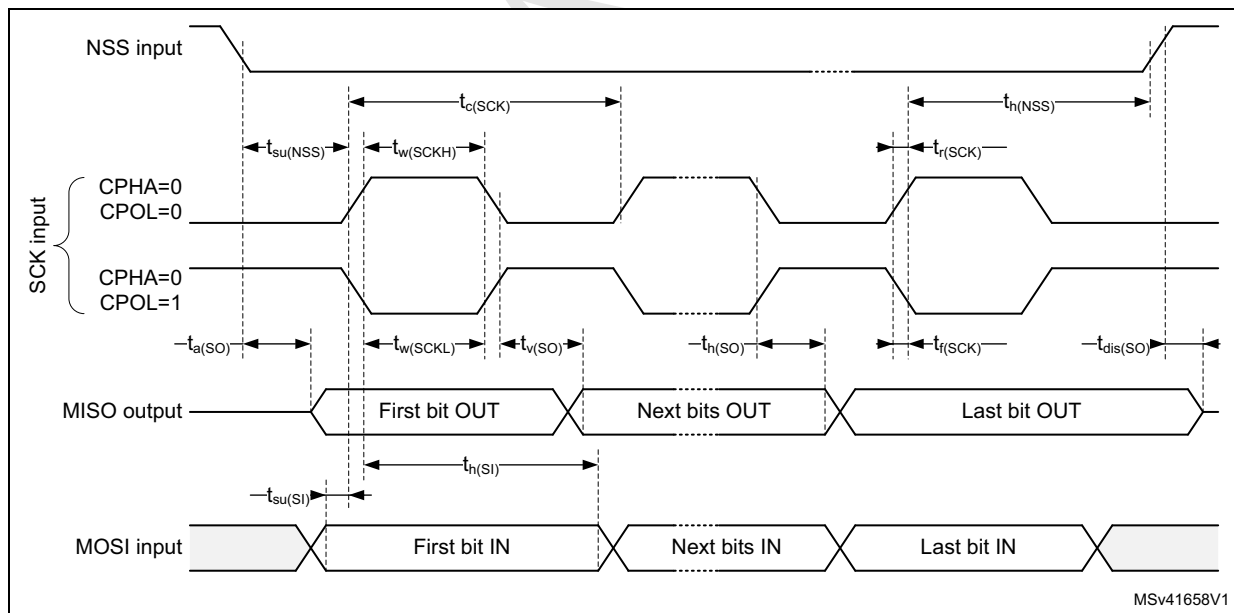 NSS input
tc(SCK)
th(NSS)
tsu(NSS)
tw(SCKH)
tr(SCK)
SCK input
CPHA=0
CPOL=0
CPHA=0
CPOL=1
ta(SO)
tw(SCKL)
tv(SO)
th(SO)
tf(SCK)
tdis(SO)
MISO output
First bit OUT
Next bits OUT
Last bit OUT
th(SI)
tsu(SI)
MOSI input
First bit IN
Next bits IN
Last bit IN
MSv41658V1